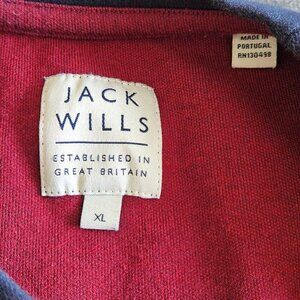 JACK
WILLS
ESTABLISHED IN
GREAT BRITAIN
XL
MADE IN
PORTUGAL
RN130498